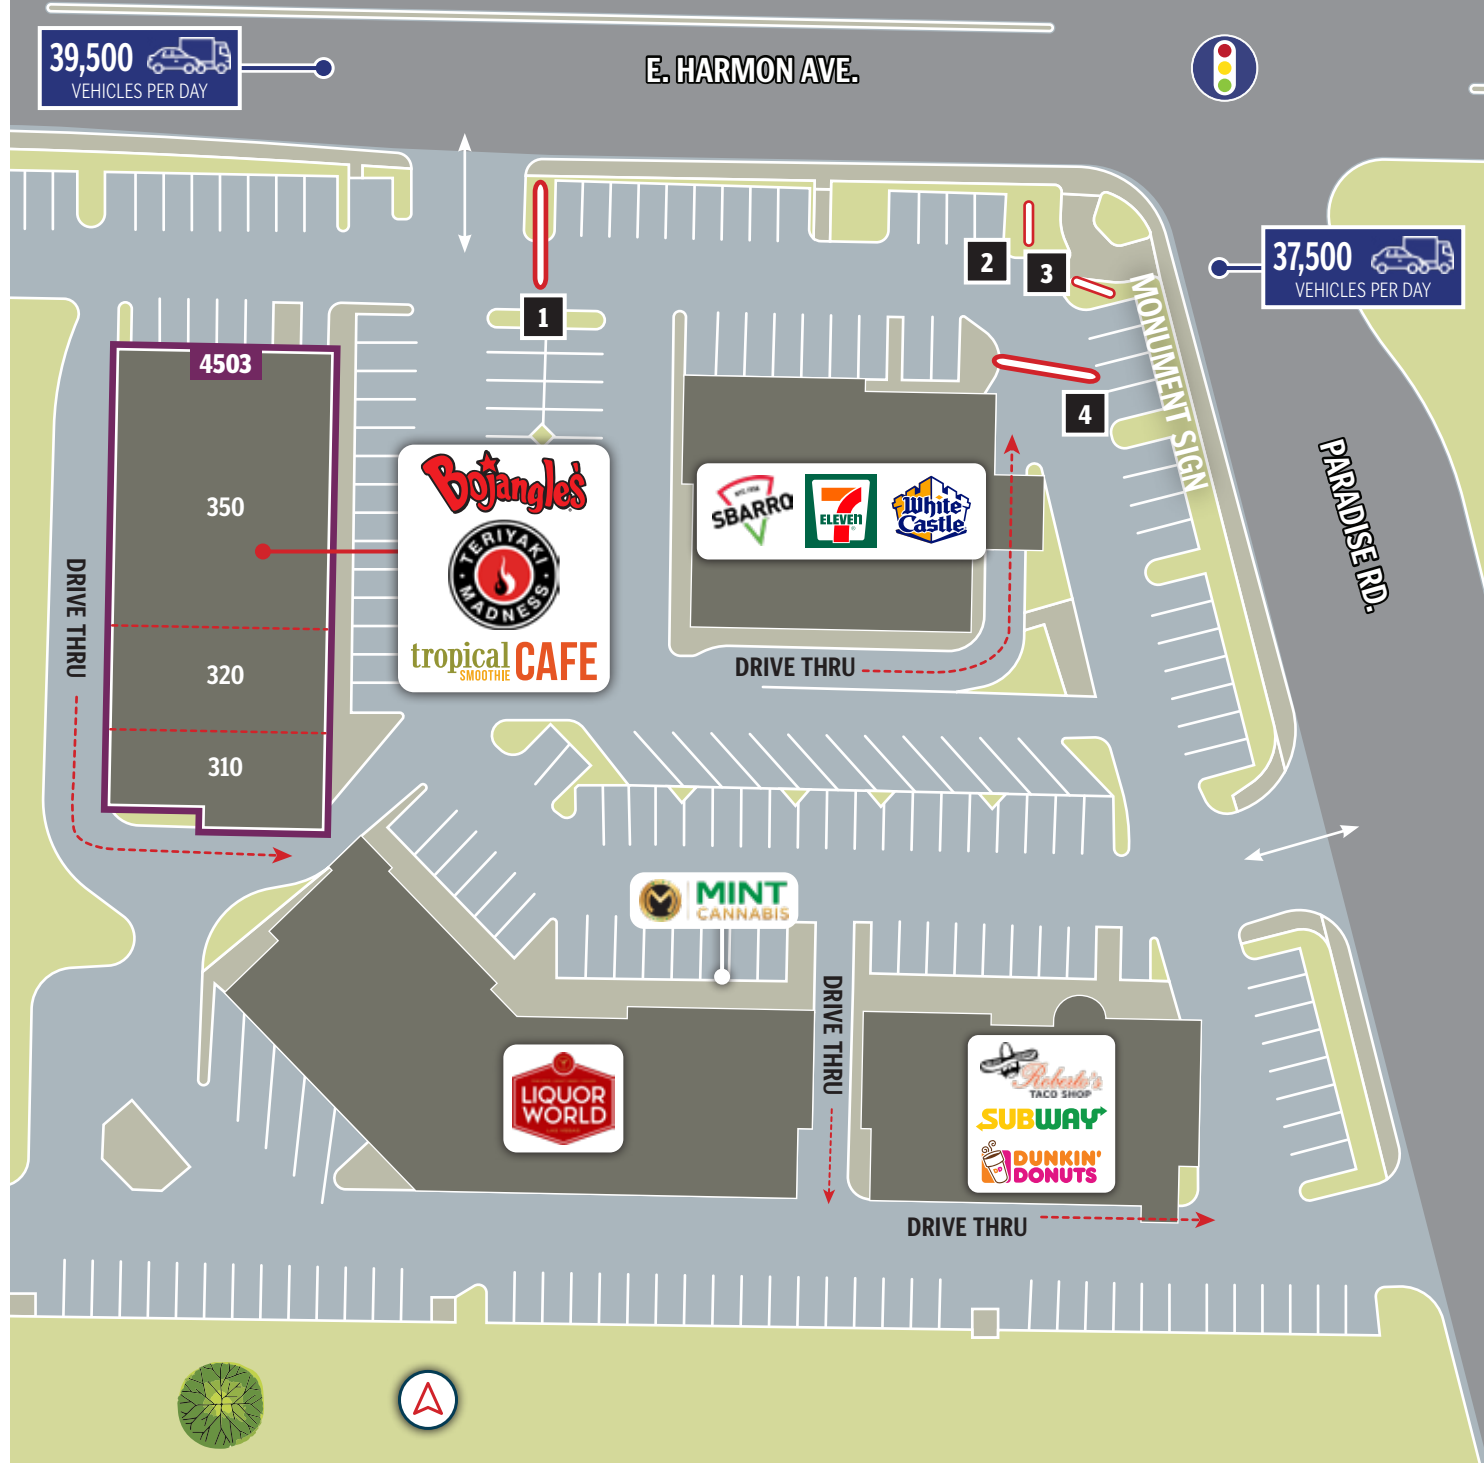 39,500
VEHICLES PER DAY
E. HARMON AVE.
37,500
VEHICLES PER DAY
1
2
3
4
MONUMENT SIGN
PARADISE RD.
4503
350
320
310
DRIVE THRU
Bojangles'
TERIYAKI
MADNESS
tropical
SMOOTHIE
CAFE
SBARRO
7
ELEVEN
White
Castle
DRIVE THRU
MINT
CANNABIS
DRIVE THRU
LIQUOR
WORLD
Roberto's
TACO SHOP
SUBWAY
DUNKIN'
DONUTS
DRIVE THRU